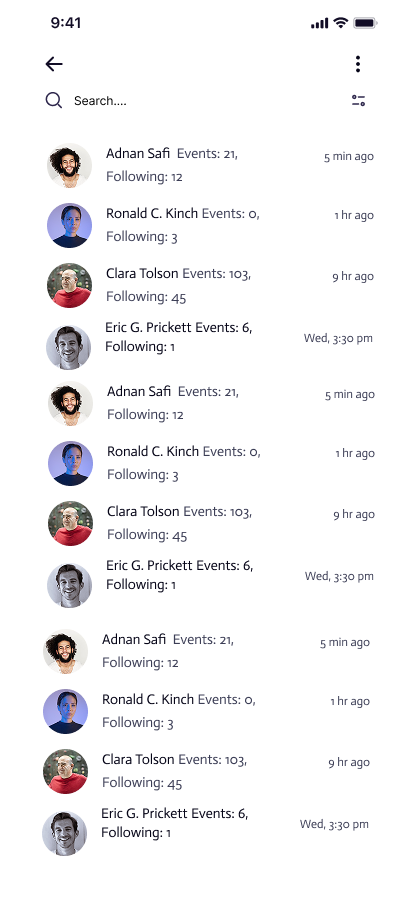 9:41
Search....
Adnan Safi Events: 21, 5 min ago
Following: 12
Ronald C. Kinch Events: 0, 1 hr ago
Following: 3
Clara Tolson Events: 103, 9 hr ago
Following: 45
Eric G. Prickett Events: 6, Wed, 3:30 pm
Following: 1
Adnan Safi Events: 21, 5 min ago
Following: 12
Ronald C. Kinch Events: 0, 1 hr ago
Following: 3
Clara Tolson Events: 103, 9 hr ago
Following: 45
Eric G. Prickett Events: 6, Wed, 3:30 pm
Following: 1
Adnan Safi Events: 21, 5 min ago
Following: 12
Ronald C. Kinch Events: 0, 1 hr ago
Following: 3
Clara Tolson Events: 103, 9 hr ago
Following: 45
Eric G. Prickett Events: 6, Wed, 3:30 pm
Following: 1